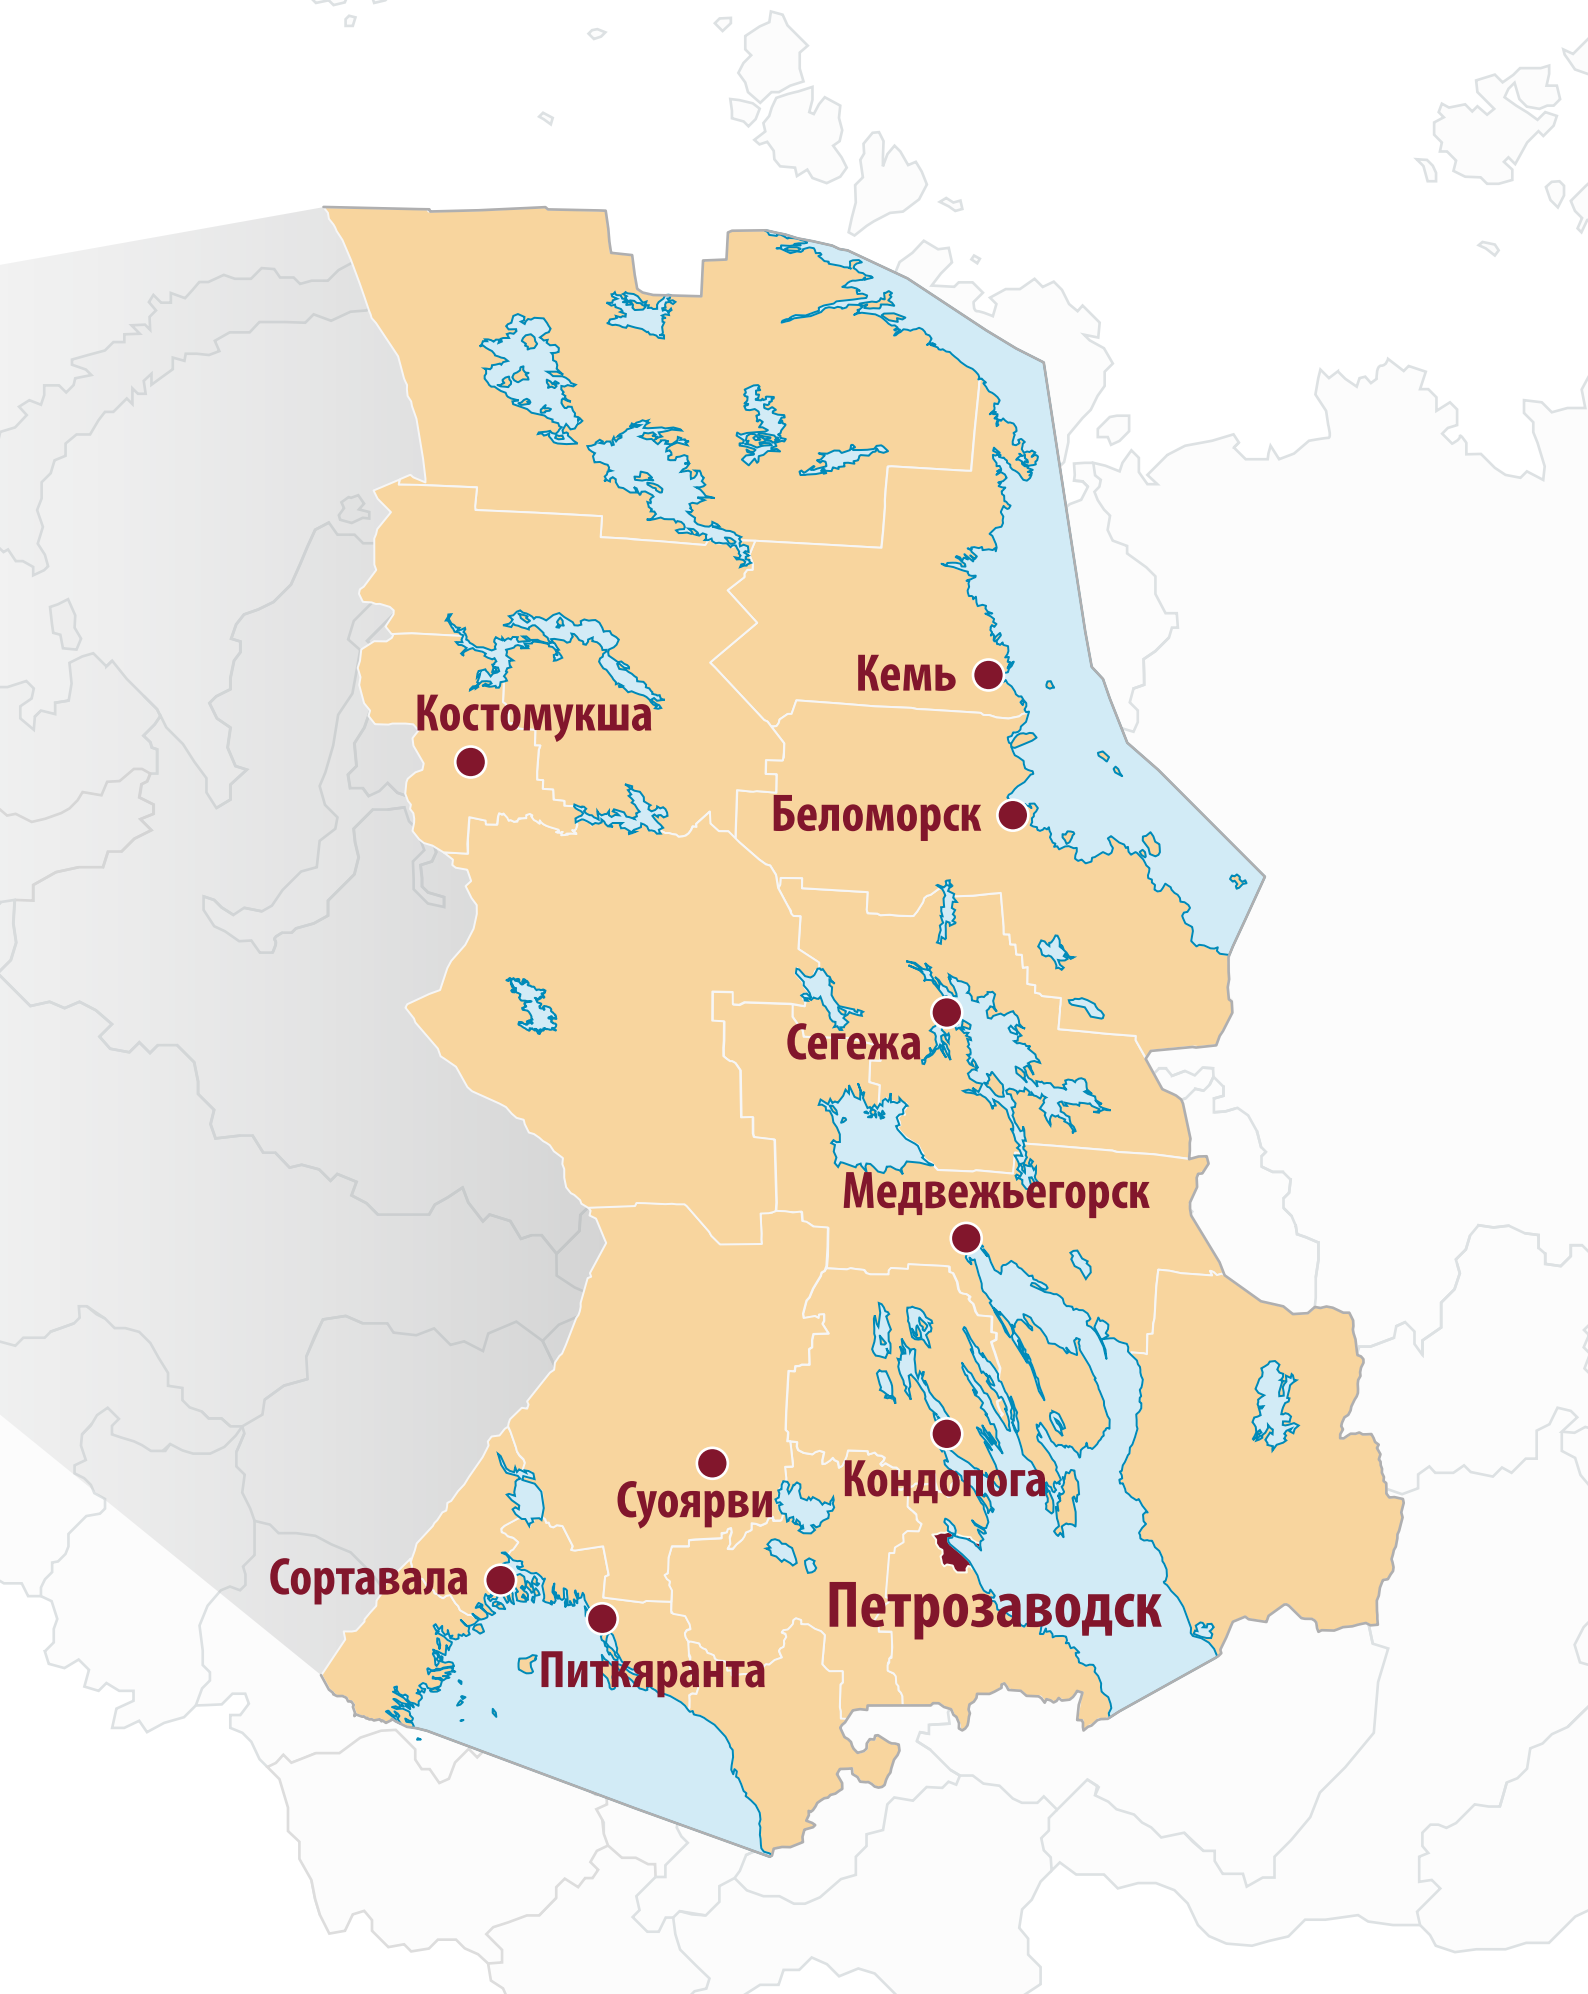 Кемь
Костомукша
Беломорск
Сегежа
Медвежьегорск
Кондопога
Суоярви
Сортавала
Петрозаводск
Питкяранта